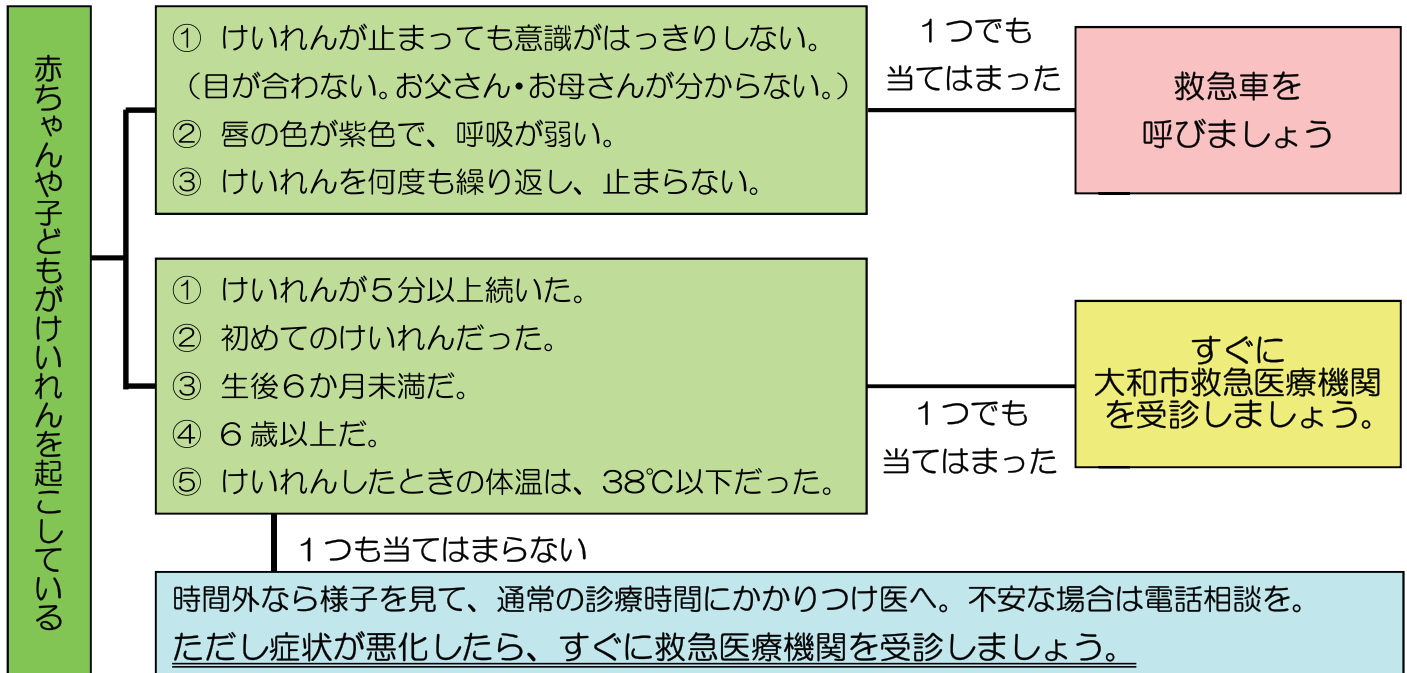 赤ちゃんや子どもがけいれんを起こしている
① けいれんが止まっても意識がはっきりしない。
（目が合わない。お父さん・お母さんが分からない。）
② 唇の色が紫色で、呼吸が弱い。
③ けいれんを何度も繰り返し、止まらない。
１つでも
当てはまった
救急車を
呼びましょう
① けいれんが５分以上続いた。
② 初めてのけいれんだった。
③ 生後６か月未満だ。
④ ６歳以上だ。
⑤ けいれんしたときの体温は、38℃以下だった。
１つでも
当てはまった
すぐに
大和市救急医療機関
を受診しましょう。
１つも当てはまらない
時間外なら様子を見て、通常の診療時間にかかりつけ医へ。不安な場合は電話相談を。
ただし症状が悪化したら、すぐに救急医療機関を受診しましょう。